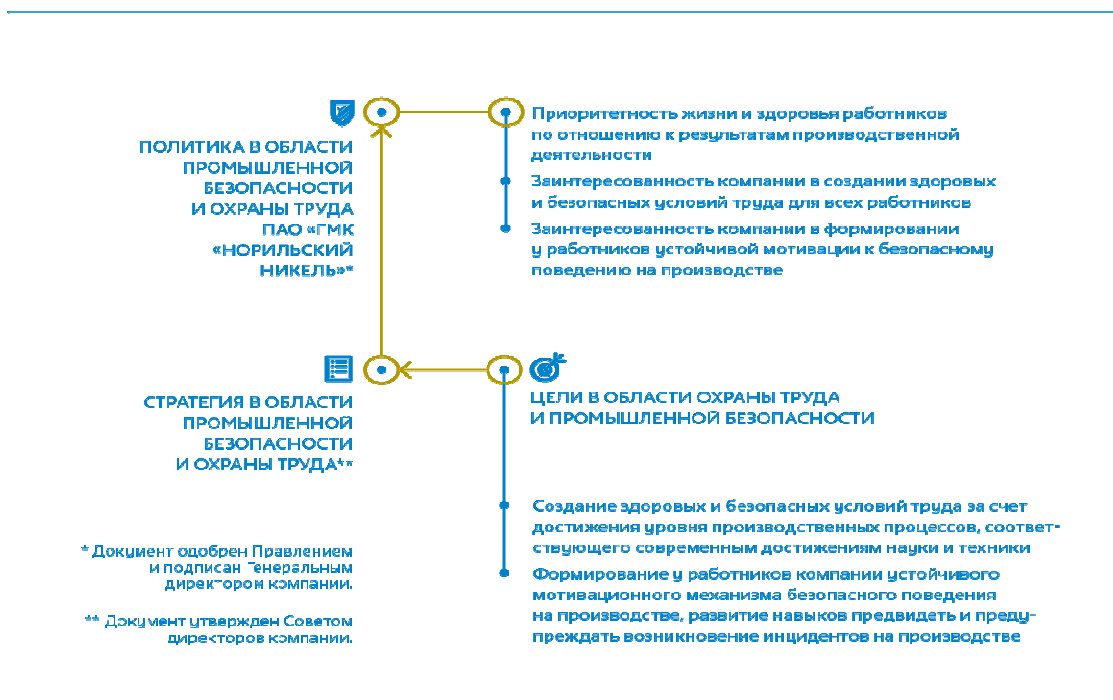 ПОЛИТИКА В ОБЛАСТИ
ПРОМЫШЛЕННОЙ
БЕЗОПАСНОСТИ
И ОХРАНЫ ТРУДА
ПАО «ГМК
«НОРИЛЬСКИЙ
НИКЕЛЬ»*
Приоритетность жизни и здоровья работников
по отношению к результатам производственной
деятельности
Заинтересованность компании в создании здоровых
и безопасных условий труда для всех работников
Заинтересованность компании в формировании
у работников устойчивой мотивации к безопасному
поведению на производстве
СТРАТЕГИЯ В ОБЛАСТИ
ПРОМЫШЛЕННОЙ
БЕЗОПАСНОСТИ
И ОХРАНЫ ТРУДА**
ЦЕЛИ В ОБЛАСТИ ОХРАНЫ ТРУДА
И ПРОМЫШЛЕННОЙ БЕЗОПАСНОСТИ
Создание здоровых и безопасных условий труда за счет
достижения уровня производственных процессов, соответ-
ствующего современным достижениям науки и техники
Формирование у работников компании устойчивого
мотивационного механизма безопасного поведения
на производстве, развитие навыков предвидеть и преду-
преждать возникновение инцидентов на производстве
* Документ одобрен Правлением
и подписан Генеральным
директором компании.
** Документ утвержден Советом
директоров компании.